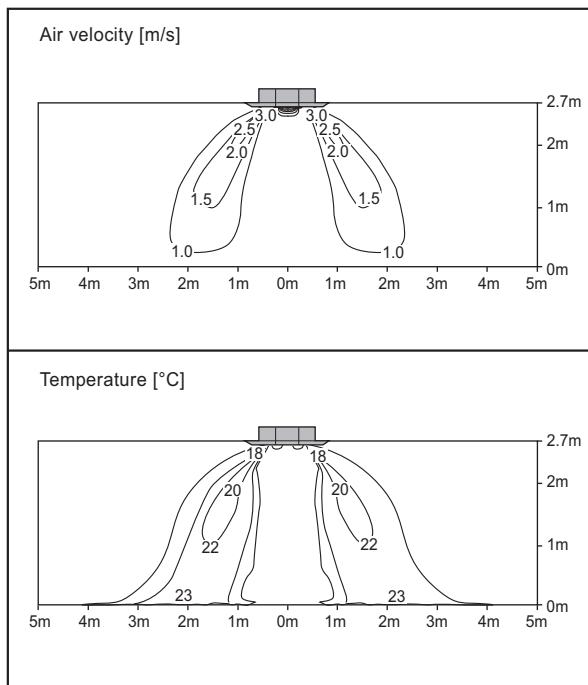 Air velocity [m/s]
2.7m
3.0 3.0
2.5 2.5
2m
2.0 2.0
1.5 1.5
1m
1.0 1.0
0m
5m 4m 3m 2m 1m 0m 1m 2m 3m 4m 5m
Temperature [°C]
2.7m
18 18
2m
20 20
22 22
1m
23 23
0m
5m 4m 3m 2m 1m 0m 1m 2m 3m 4m 5m